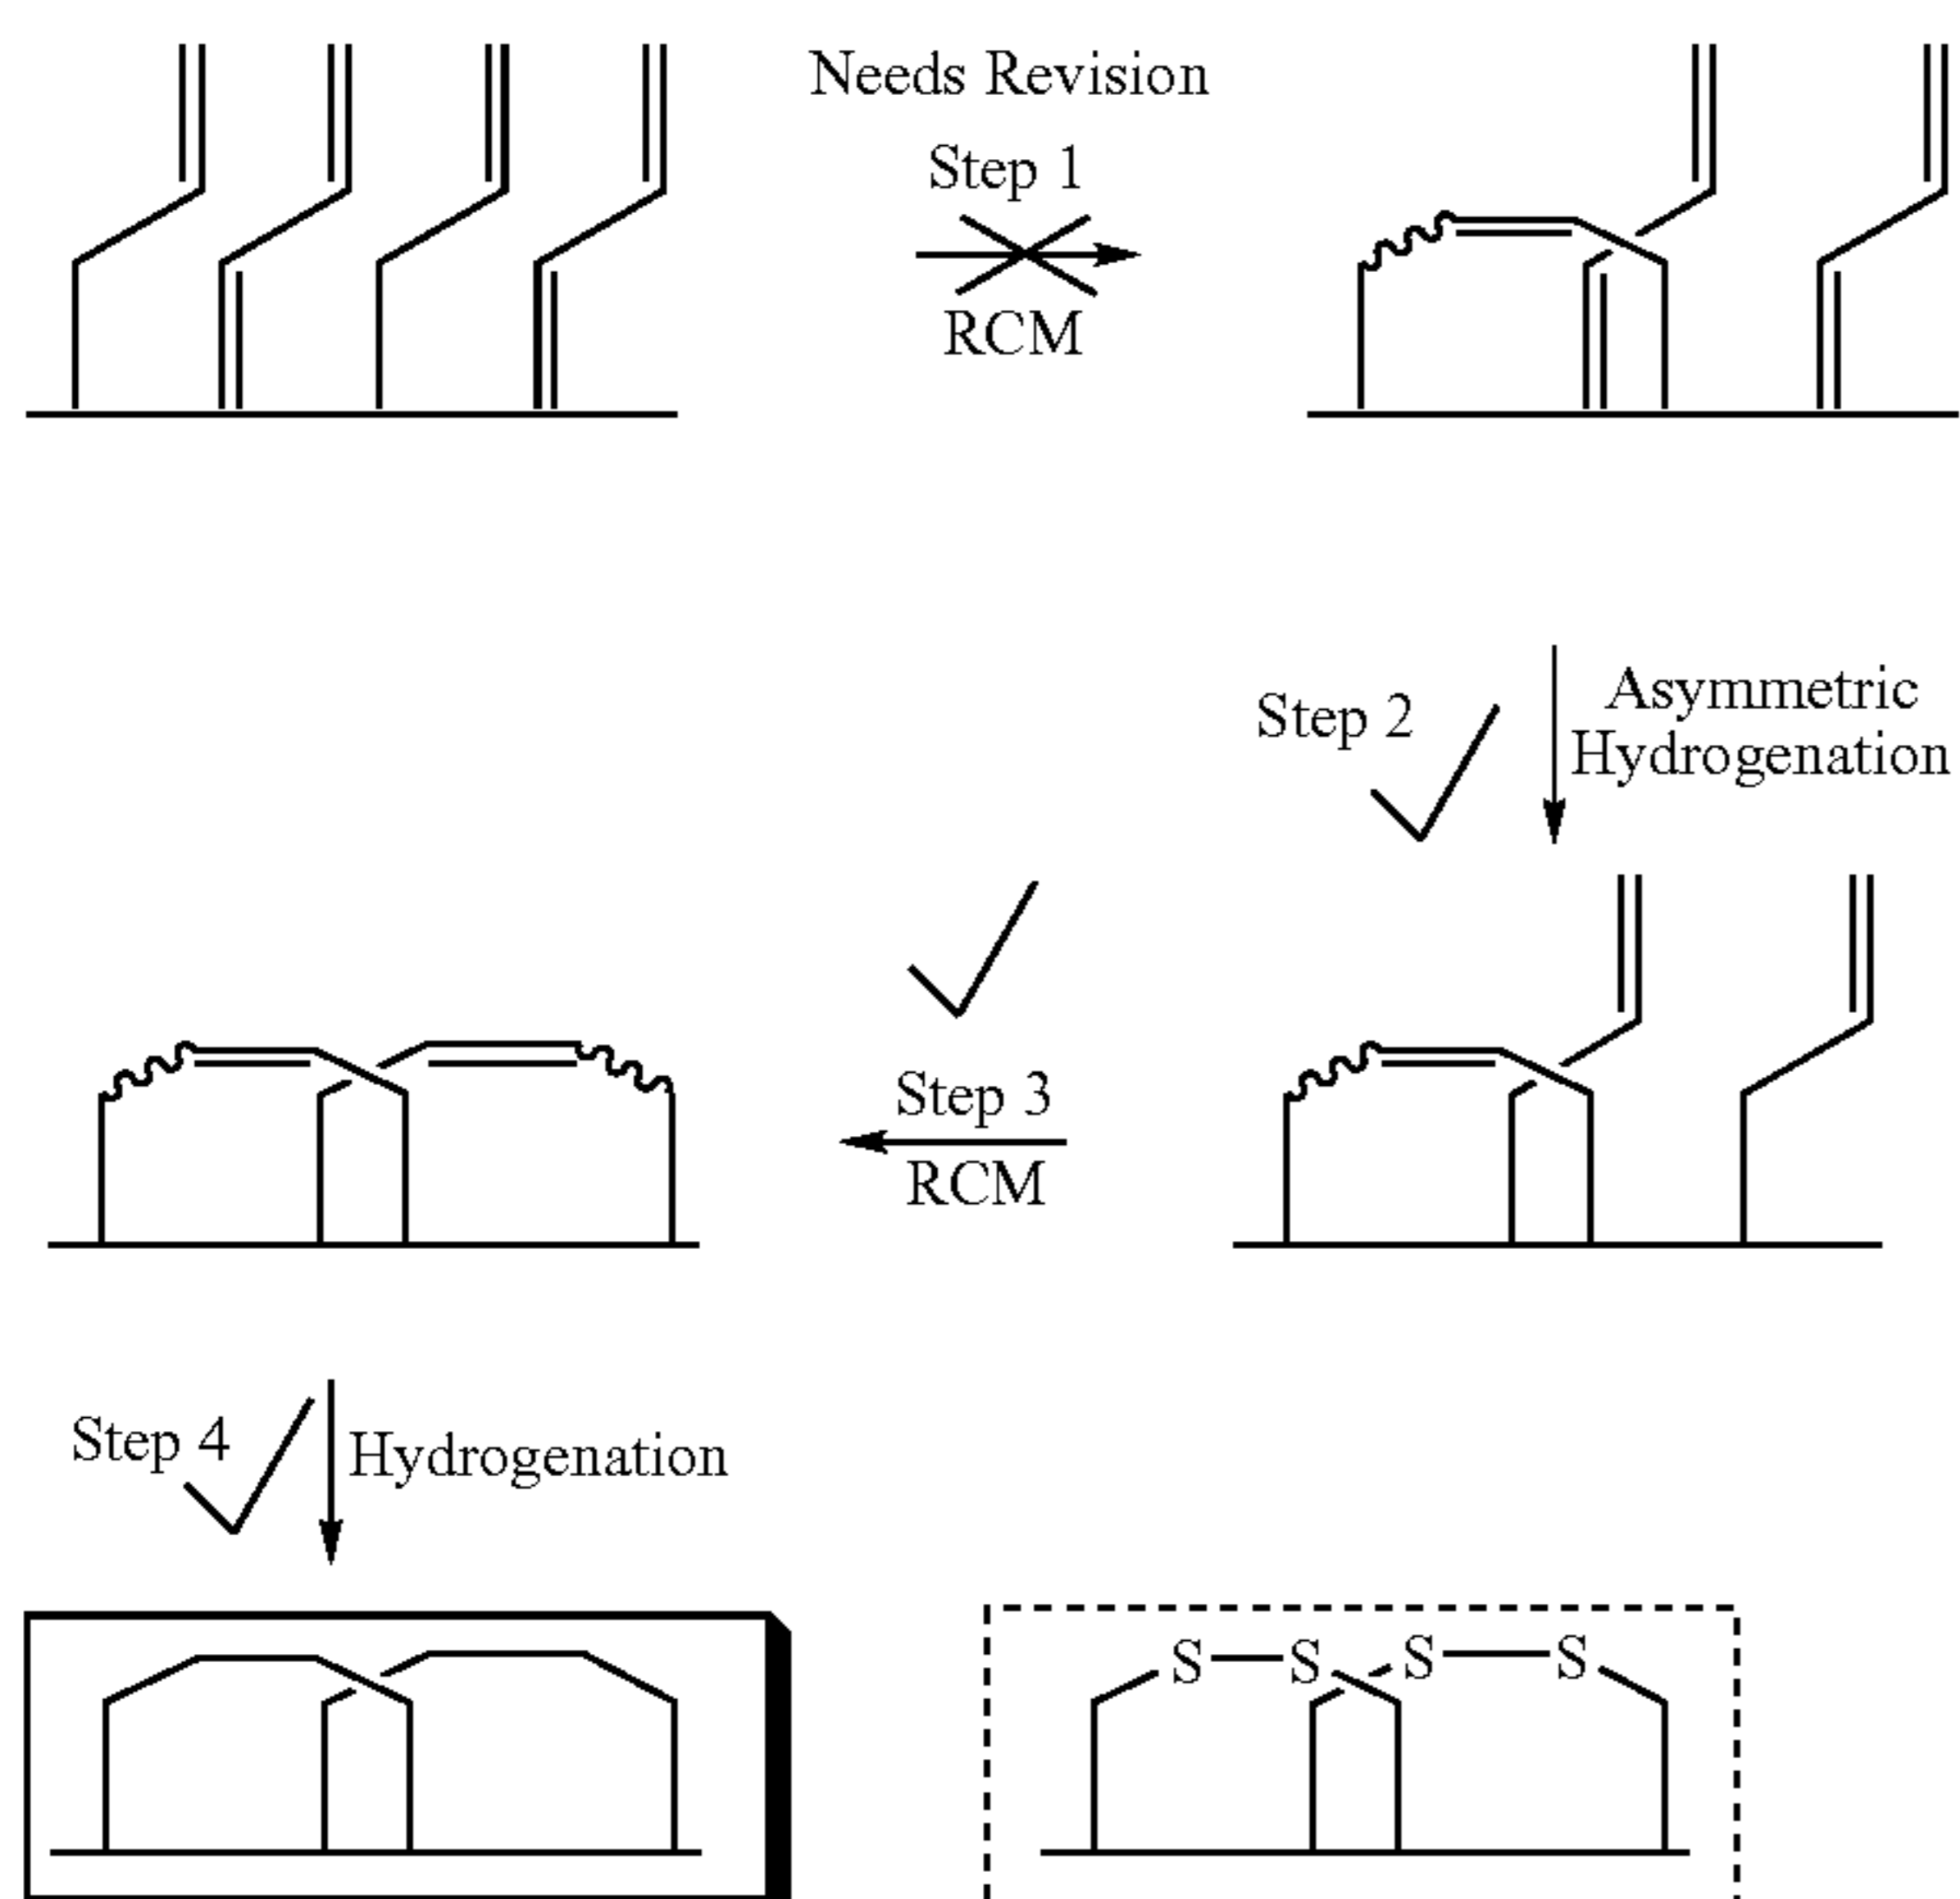 Needs Revision
Step 1
RCM
Step 2
Asymmetric
Hydrogenation
Step 3
RCM
Step 4
Hydrogenation
S S S S